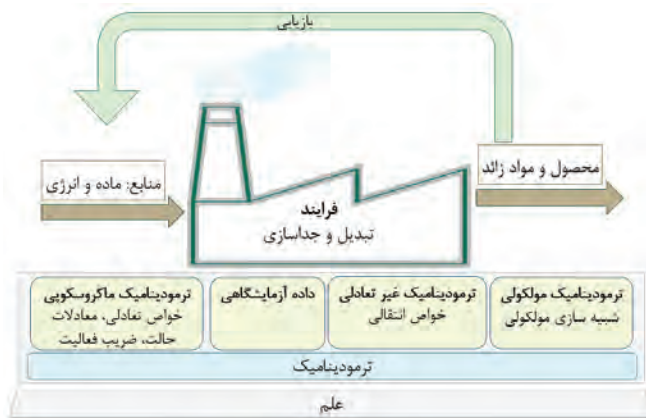 بازیابی
محصول و مواد زائد
منابع: ماده و انرژی
فرایند
تبدیل و جداسازی
ترمودینامیک مولکولی
شبیه سازی مولکولی
ترمودینامیک غیر تعادلی
خواص انتقالی
داده آزمایشگاهی
ترمودینامیک ماکروسکوپی
خواص تعادلی، معادلات
حالت، ضریب فعالیت
ترمودینامیک
علم